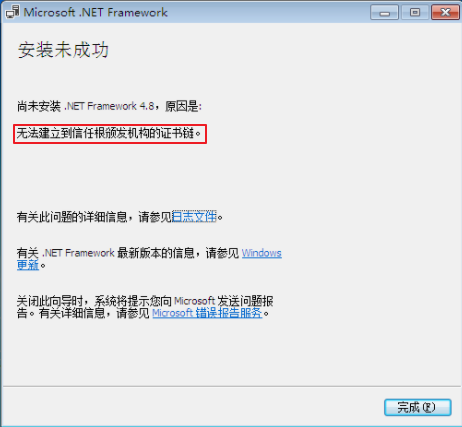 Microsoft .NET Framework
安装未成功
尚未安装 .NET Framework 4.8，原因是:
无法建立到信任根颁发机构的证书链。
有关此问题的详细信息，请参见日志文件。
有关 .NET Framework 最新版本的信息，请参见 Windows
更新。
关闭此向导时，系统将提示您向 Microsoft 发送问题报
告。有关详细信息，请参见 Microsoft 错误报告服务。
完成(F)